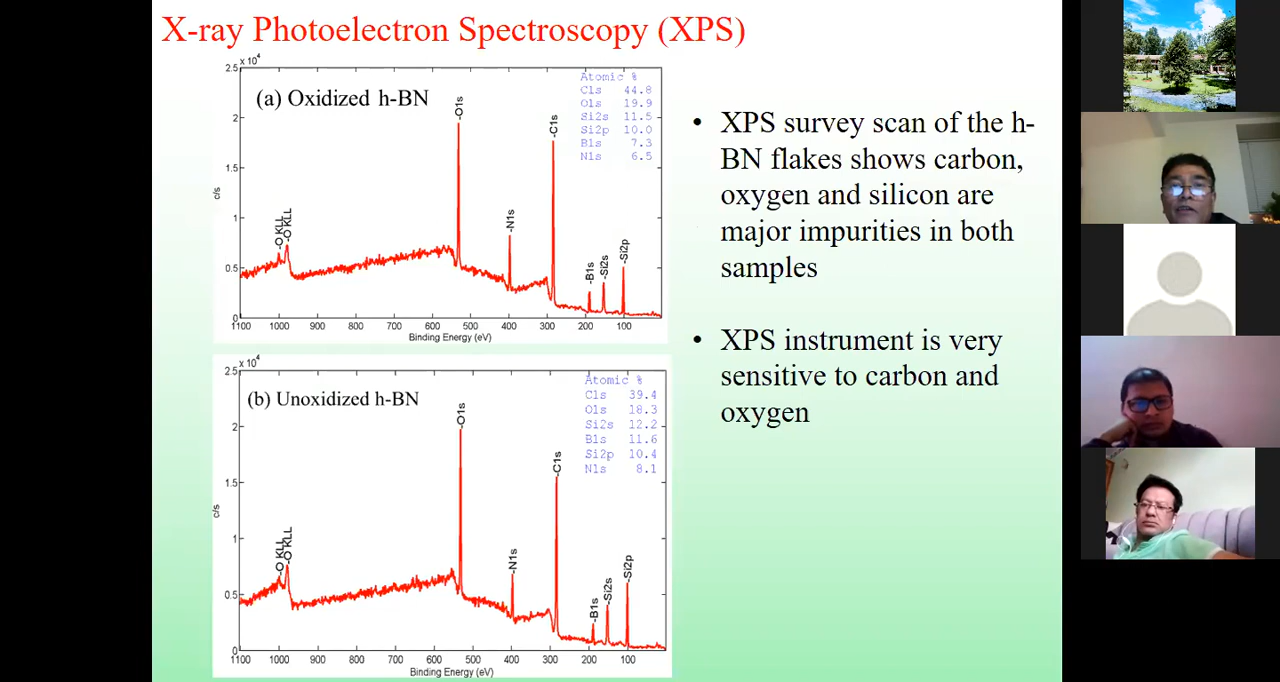 X-ray Photoelectron Spectroscopy (XPS)
x 10⁴
2.5
2
1.5
1
0.5
0
c/s
(a) Oxidized h-BN
Atomic %
C1s 44.8
O1s 19.9
Si2s 11.5
Si2p 10.0
B1s 7.3
N1s 6.5
-O KLL
-O KLL
-O1s
-N1s
-C1s
-B1s
-Si2s
-Si2p
1100 1000 900 800 700 600 500 400 300 200 100
Binding Energy (eV)
x 10⁴
2.5
2
1.5
1
0.5
0
c/s
(b) Unoxidized h-BN
Atomic %
C1s 39.4
O1s 18.3
Si2s 12.2
B1s 11.6
Si2p 10.4
N1s 8.1
-O KLL
-O KLL
-O1s
-N1s
-C1s
-B1s
-Si2s
-Si2p
1100 1000 900 800 700 600 500 400 300 200 100
Binding Energy (eV)
• XPS survey scan of the h-
BN flakes shows carbon,
oxygen and silicon are
major impurities in both
samples
• XPS instrument is very
sensitive to carbon and
oxygen